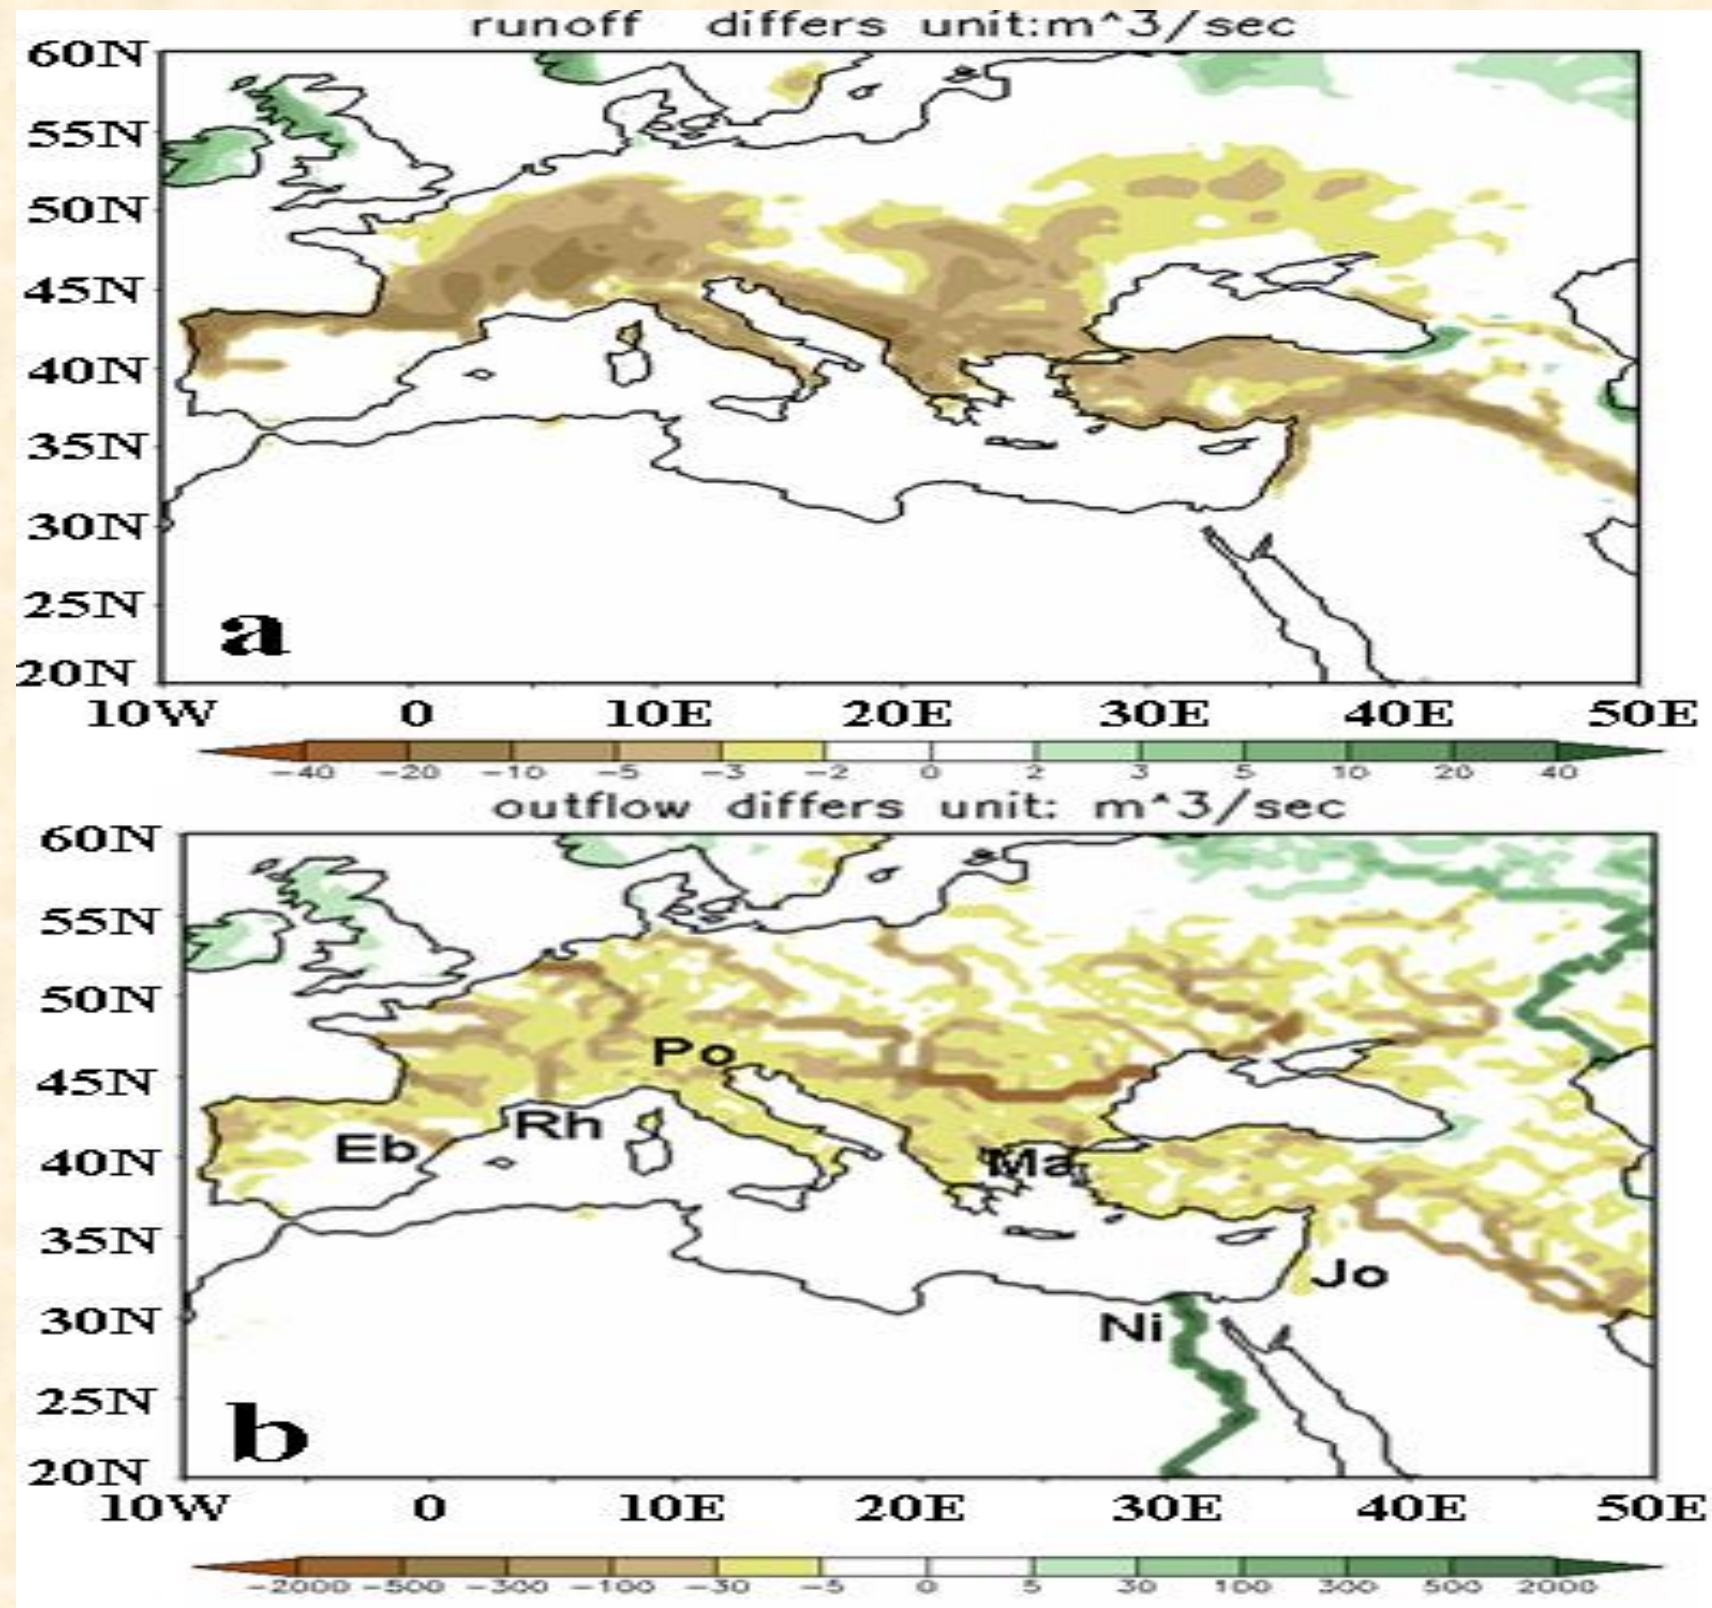 runoff differs unit:m^3/sec
60N
55N
50N
45N
40N
35N
30N
25N
20N
a
10W 0 10E 20E 30E 40E 50E
-40 -20 -10 -5 -3 -2 0 2 3 5 10 20 40
outflow differs unit: m^3/sec
60N
55N
50N
Po
45N
Rh
Eb
40N
Ma
35N
Jo
30N
Ni
25N
b
20N
10W 0 10E 20E 30E 40E 50E
-2000 -500 -300 -100 -30 -5 0 5 30 100 300 500 2000